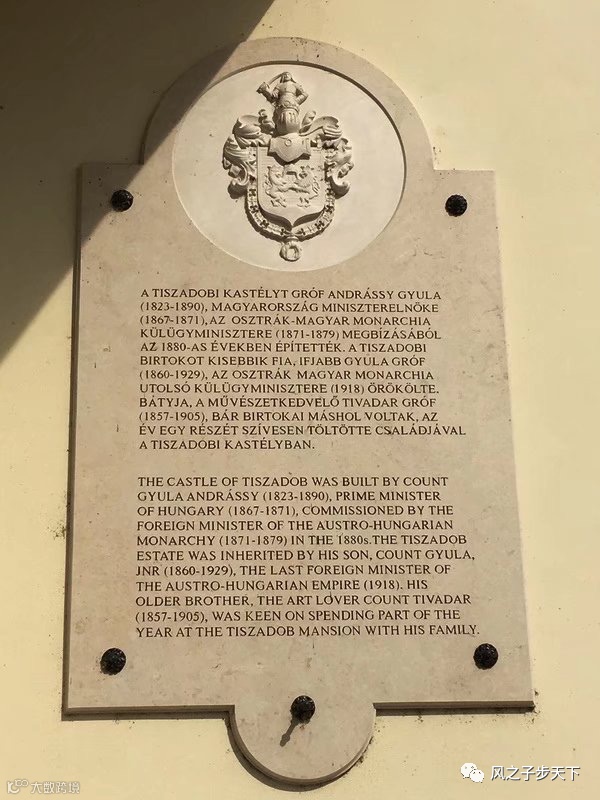 A TISZADOBI KASTÉLYT GRÓF ANDRÁSSY GYULA
(1823-1890), MAGYARORSZÁG MINISZTERELNÖKE
(1867-1871), AZ OSZTRÁK-MAGYAR MONARCHIA
KÜLÜGYMINISZTERE (1871-1879) MEGBÍZÁSÁBÓL
AZ 1880-AS ÉVEKBEN ÉPÍTETTÉK. A TISZADOBI
BIRTOKOT KISEBBIK FIA, IFJABB GYULA GRÓF
(1860-1929), AZ OSZTRÁK MAGYAR MONARCHIA
UTOLSÓ KÜLÜGYMINISZTERE (1918) ÖRÖKÖLTE.
BÁTYJA, A MŰVÉSZETKEDVELŐ TIVADAR GRÓF
(1857-1905), BÁR BIRTOKAI MÁSHOL VOLTAK, AZ
ÉV EGY RÉSZÉT SZÍVESEN TÖLTÖTTE CSALÁDJÁVAL
A TISZADOBI KASTÉLYBAN.
THE CASTLE OF TISZADOB WAS BUILT BY COUNT
GYULA ANDRÁSSY (1823-1890), PRIME MINISTER
OF HUNGARY (1867-1871), COMMISSIONED BY THE
FOREIGN MINISTER OF THE AUSTRO-HUNGARIAN
MONARCHY (1871-1879) IN THE 1880s.THE TISZADOB
ESTATE WAS INHERITED BY HIS SON, COUNT GYULA,
JNR (1860-1929), THE LAST FOREIGN MINISTER OF
THE AUSTRO-HUNGARIAN EMPIRE (1918). HIS
OLDER BROTHER, THE ART LOVER COUNT TIVADAR
(1857-1905), WAS KEEN ON SPENDING PART OF THE
YEAR AT THE TISZADOB MANSION WITH HIS FAMILY.
大数跨境
风之子步天下